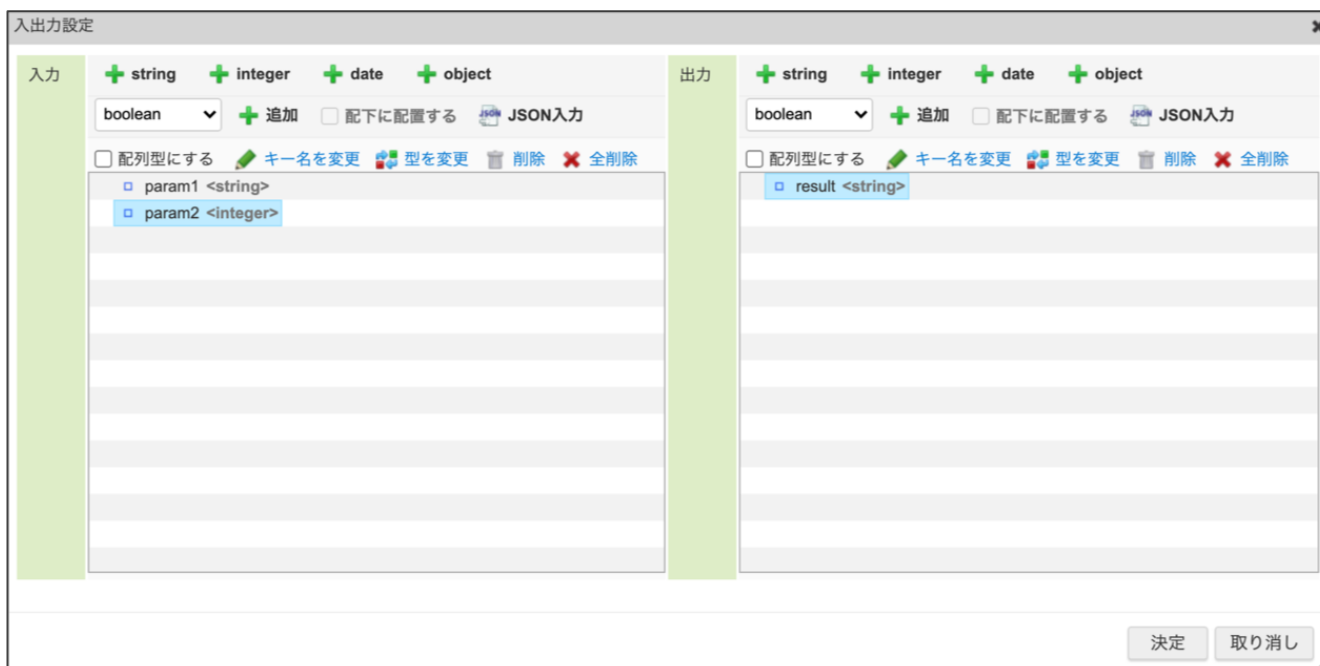 入出力設定
入力
string integer date object
boolean 追加 配下に配置する JSON入力
配列型にする キー名を変更 型を変更 削除 全削除
param1 <string>
param2 <integer>
出力
string integer date object
boolean 追加 配下に配置する JSON入力
配列型にする キー名を変更 型を変更 削除 全削除
result <string>
決定 取り消し